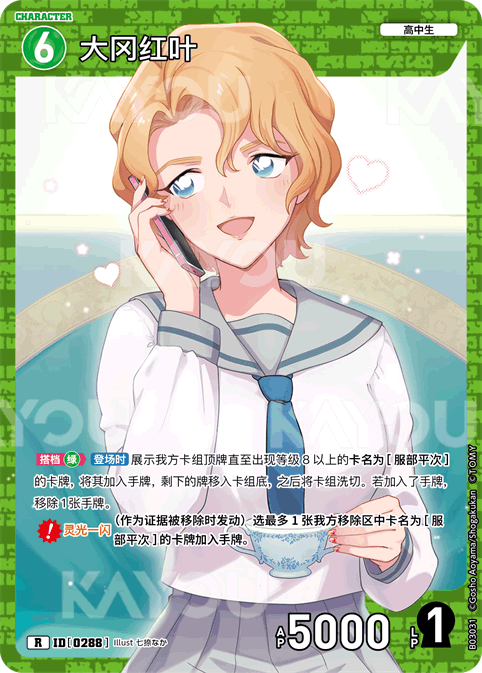 CHARACTER
6
大冈红叶
高中生
KAYOU
搭档 绿 登场时 展示我方卡组顶牌直至出现等级8以上的卡名为[服部平次]
的卡牌，将其加入手牌，剩下的牌移入卡组底，之后将卡组洗切。若加入了手牌，
移除1张手牌。
灵光一闪 (作为证据被移除时发动) 选最多1张我方移除区中卡名为[服
部平次]的卡牌加入手牌。
R ID[0288] Illust 七捺なか
AP 5000 LP 1
B03031 ©Gosho Aoyama/Shogakukan ©T.O.M.Y